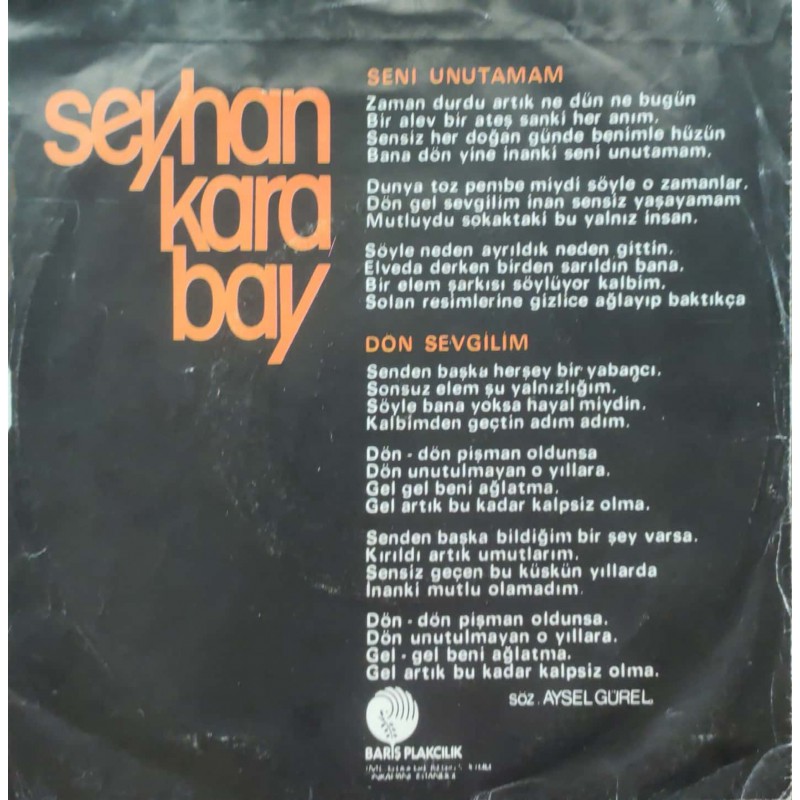 seyhan
kara
bay
SENI UNUTAMAM
Zaman durdu artık ne dün ne bugün
Bir alev bir ateş sanki her anım.
Sensiz her doğan günde benimle hüzün
Bana dön yine inanki seni unutamam.
Dunya toz pembe miydi söyle o zamanlar.
Dön gel sevgilim inan sensiz yaşayamam
Mutluydu sokaktaki bu yalnız insan.
Söyle neden ayrıldık neden gittin.
Elveda derken birden sarıldın bana.
Bir elem şarkısı söylüyor kalbim.
Solan resimlerine gizlice ağlayıp baktıkça
DÖN SEVGİLİM
Senden başka herşey bir yabancı.
Sonsuz elem şu yalnızlığım.
Söyle bana yoksa hayal miydin.
Kalbimden geçtin adım adım.
Dön - dön pişman oldunsa
Dön unutulmayan o yıllara.
Gel gel beni ağlatma.
Gel artık bu kadar kalpsiz olma.
Senden başka bildiğim bir şey varsa.
Kırıldı artık umutlarım.
Sensiz geçen bu küskün yıllarda
İnanki mutlu olamadım.
Dön - dön pişman oldunsa.
Dön unutulmayan o yıllara.
Gel - gel beni ağlatma.
Gel artık bu kadar kalpsiz olma.
söz . AYSEL GÜREL
BARIŞ PLAKÇILIK